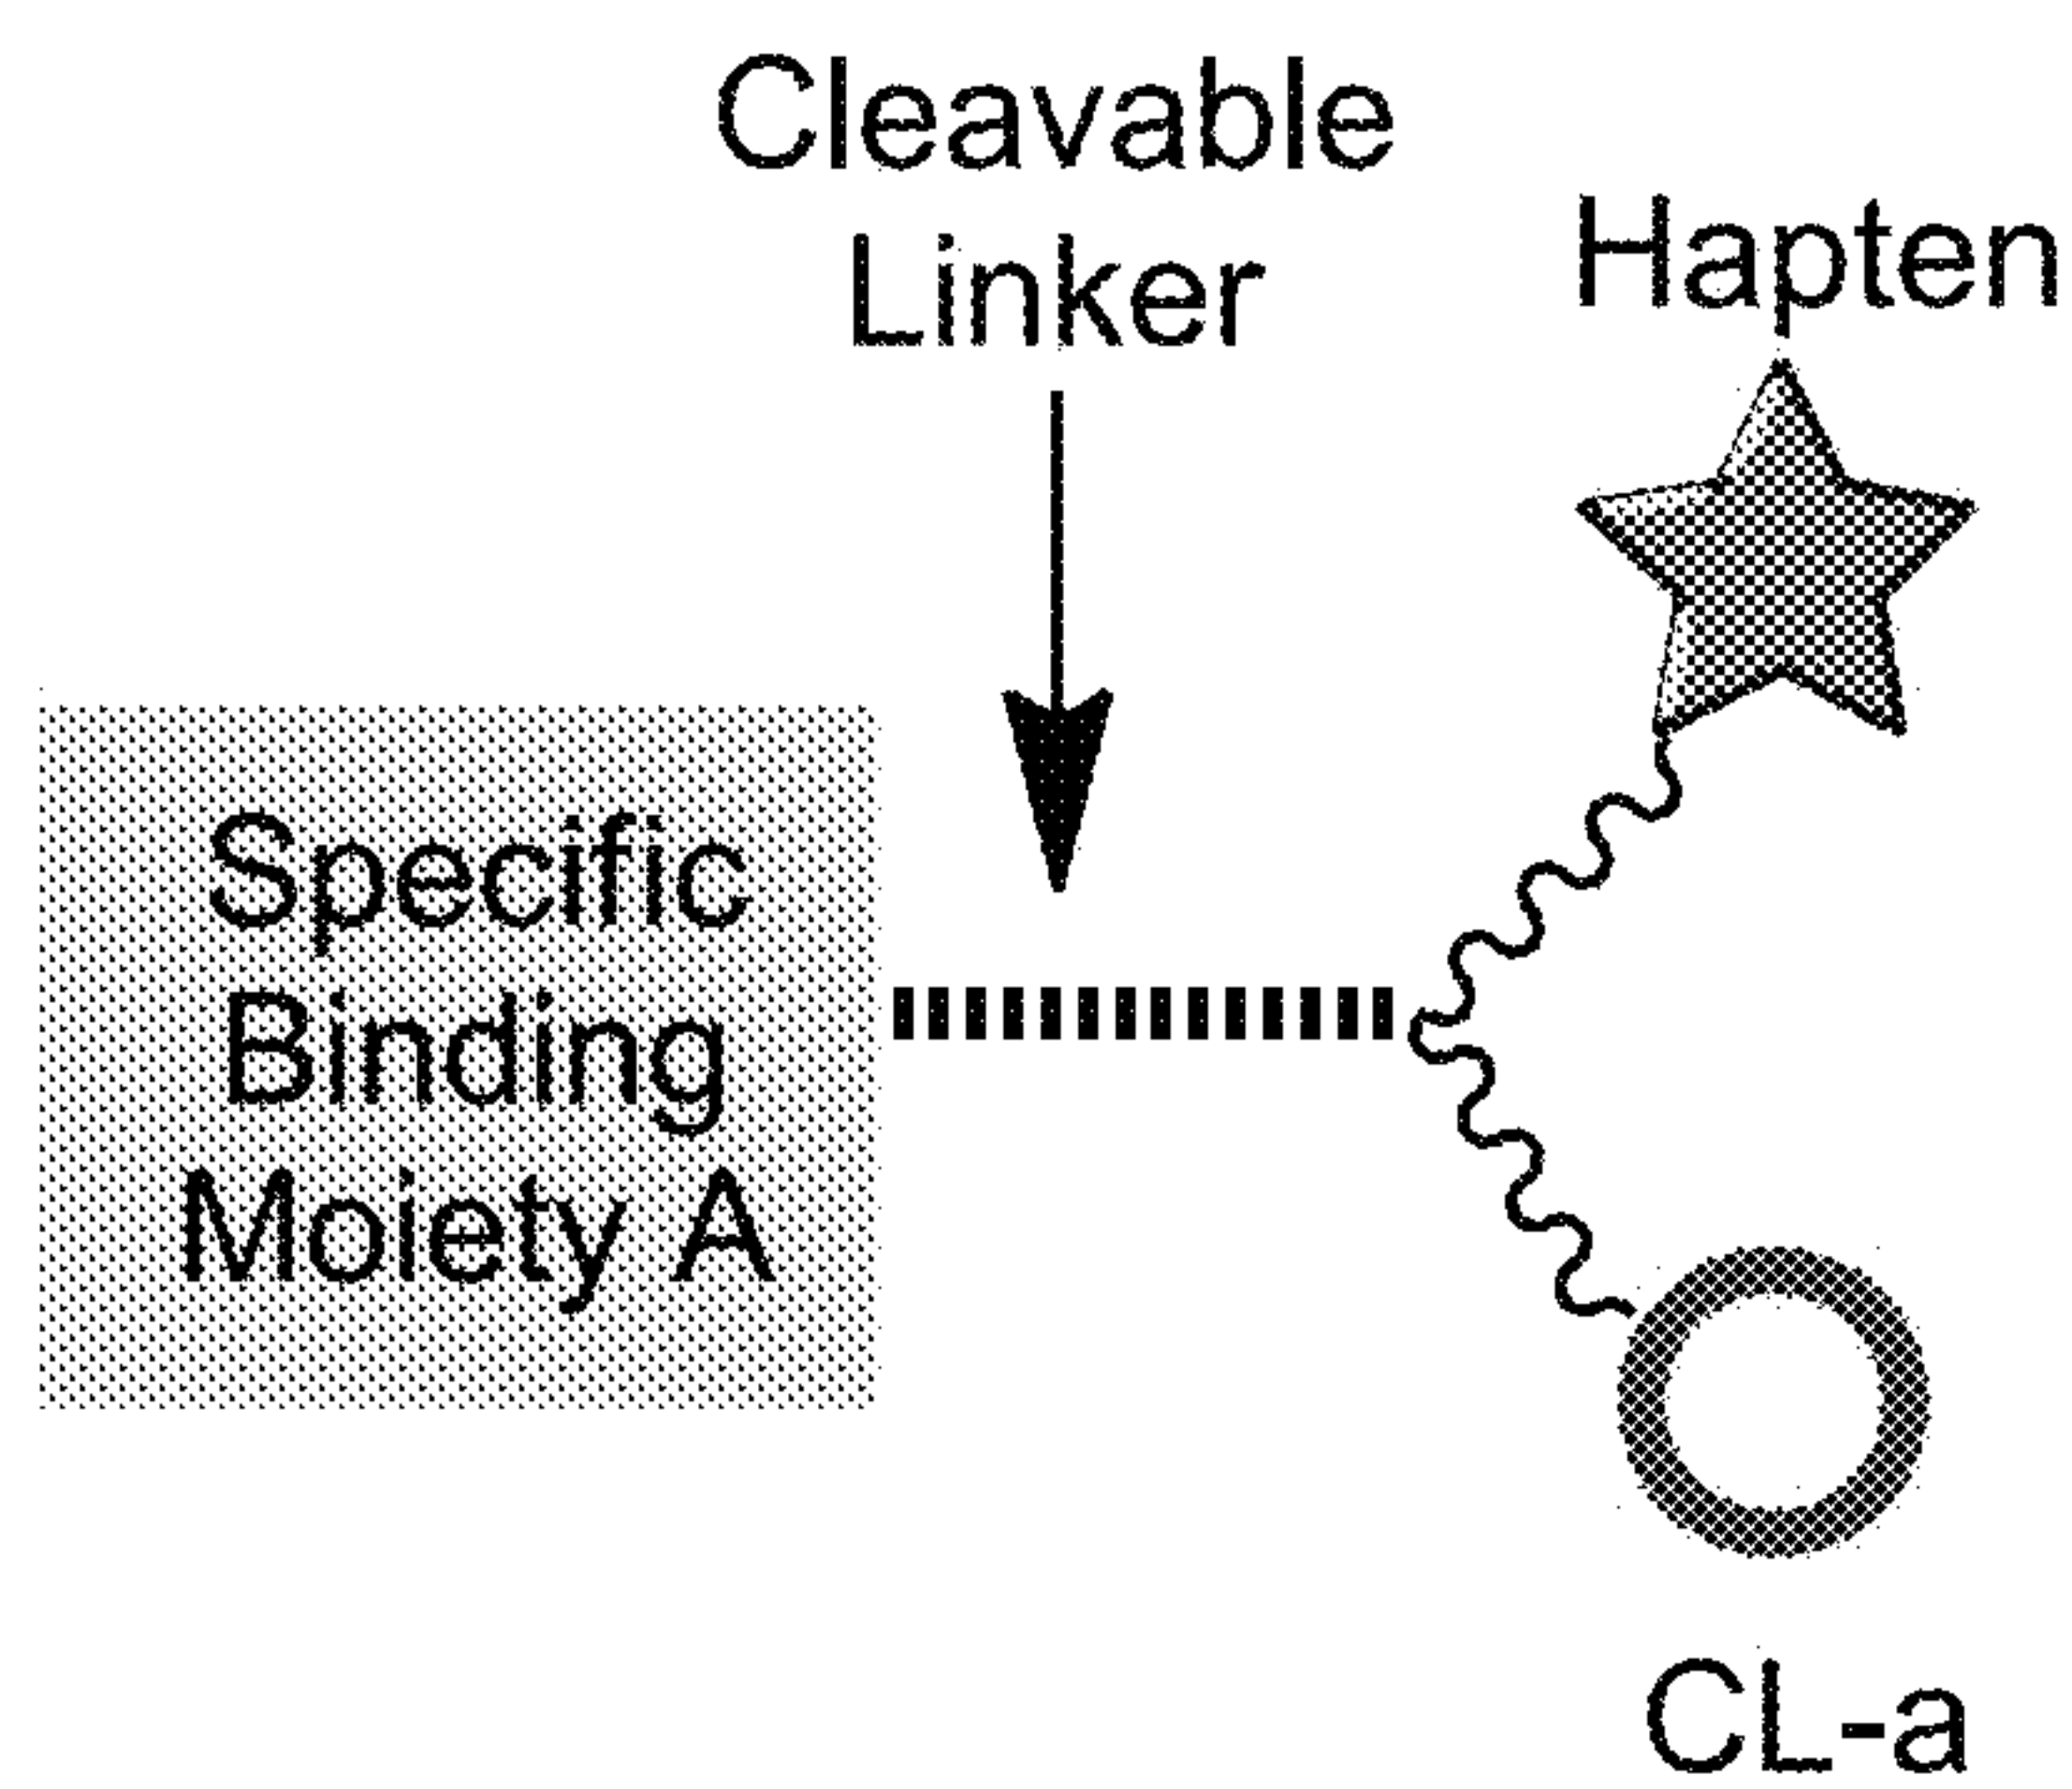 Cleavable
Linker
Hapten
Specific
Binding
Moiety A
CL-a